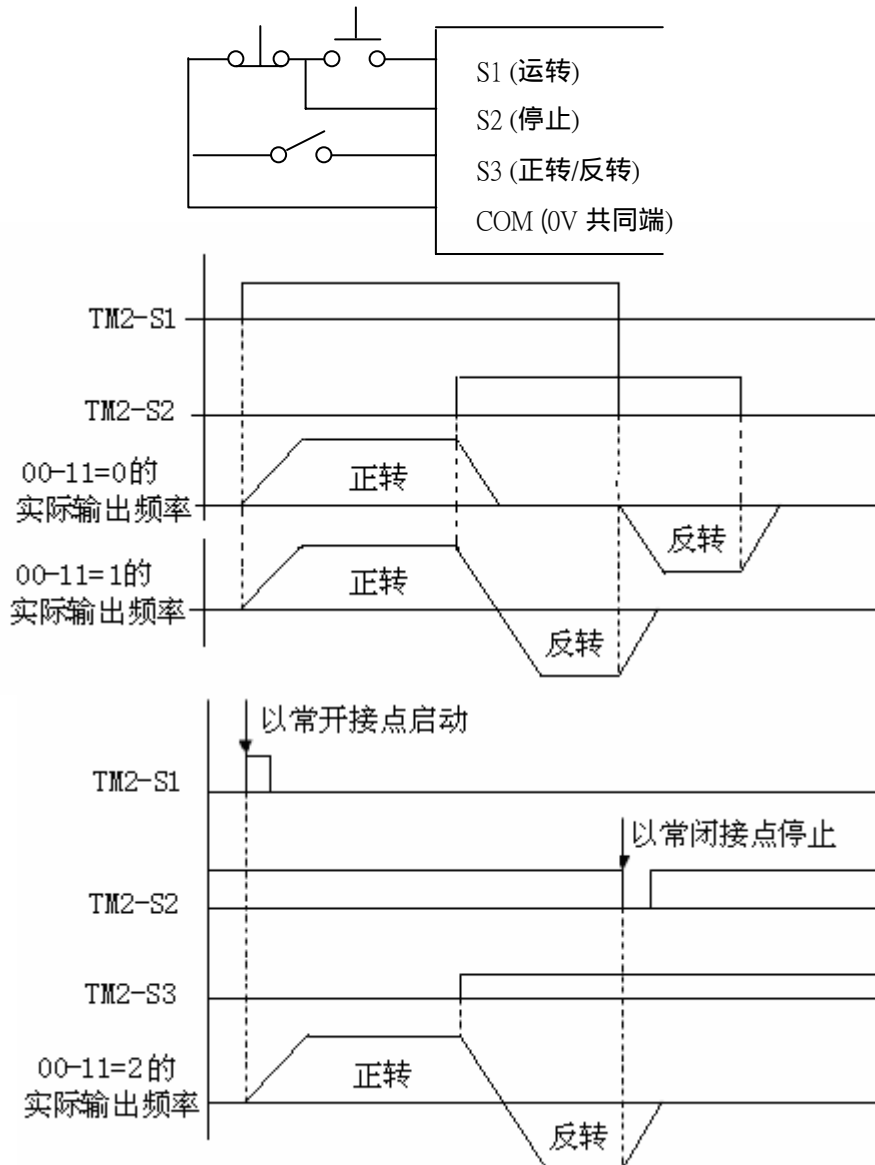 S1 (运转)
S2 (停止)
S3 (正转/反转)
COM (0V 共同端)
TM2-S1
TM2-S2
00-11=0的
实际输出频率
正转
反转
00-11=1的
实际输出频率
正转
反转
以常开接点启动
TM2-S1
以常闭接点停止
TM2-S2
TM2-S3
00-11=2的
实际输出频率
正转
反转